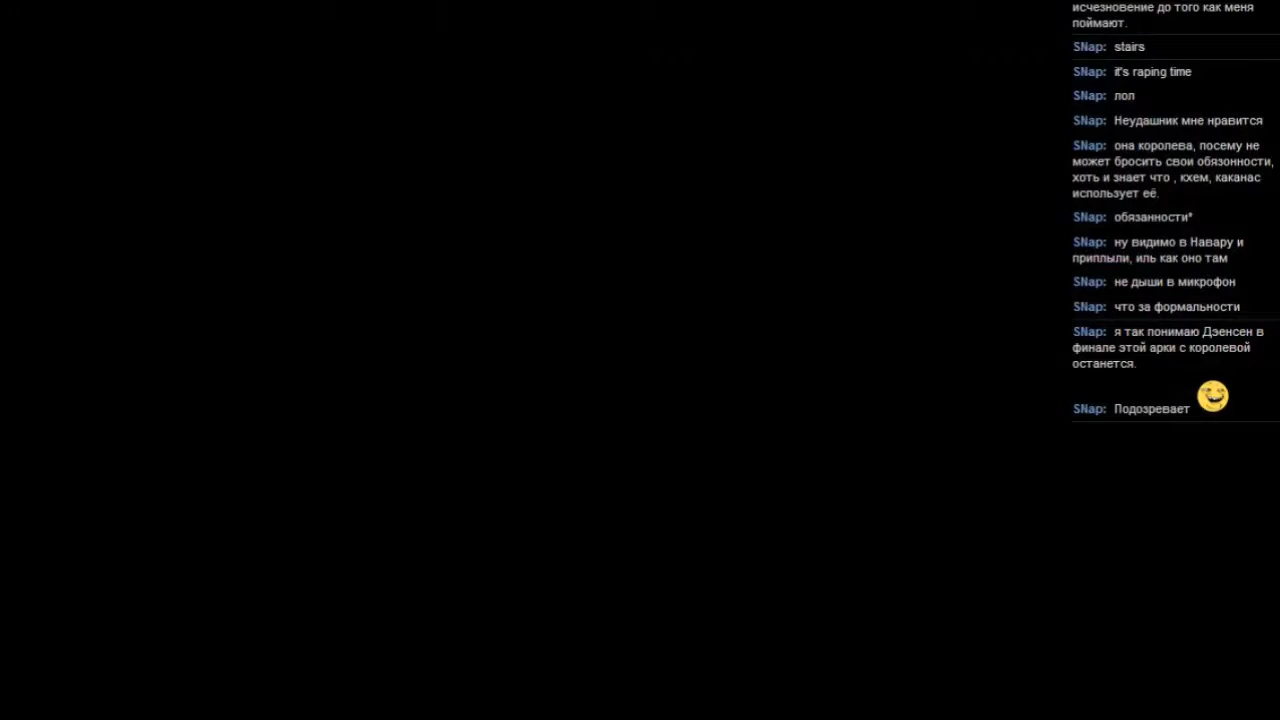 исчезновение до того как меня
поймают.
SNap: stairs
SNap: it's raping time
SNap: лол
SNap: Неудашник мне нравится
SNap: она королева, посему не
может бросить свои обязонности,
хоть и знает что , кхем, каканас
использует её.
SNap: обязанности*
SNap: ну видимо в Навару и
приплыли, иль как оно там
SNap: не дыши в микрофон
SNap: что за формальности
SNap: я так понимаю Дэенсен в
финале этой арки с королевой
останется.
SNap: Подозревает